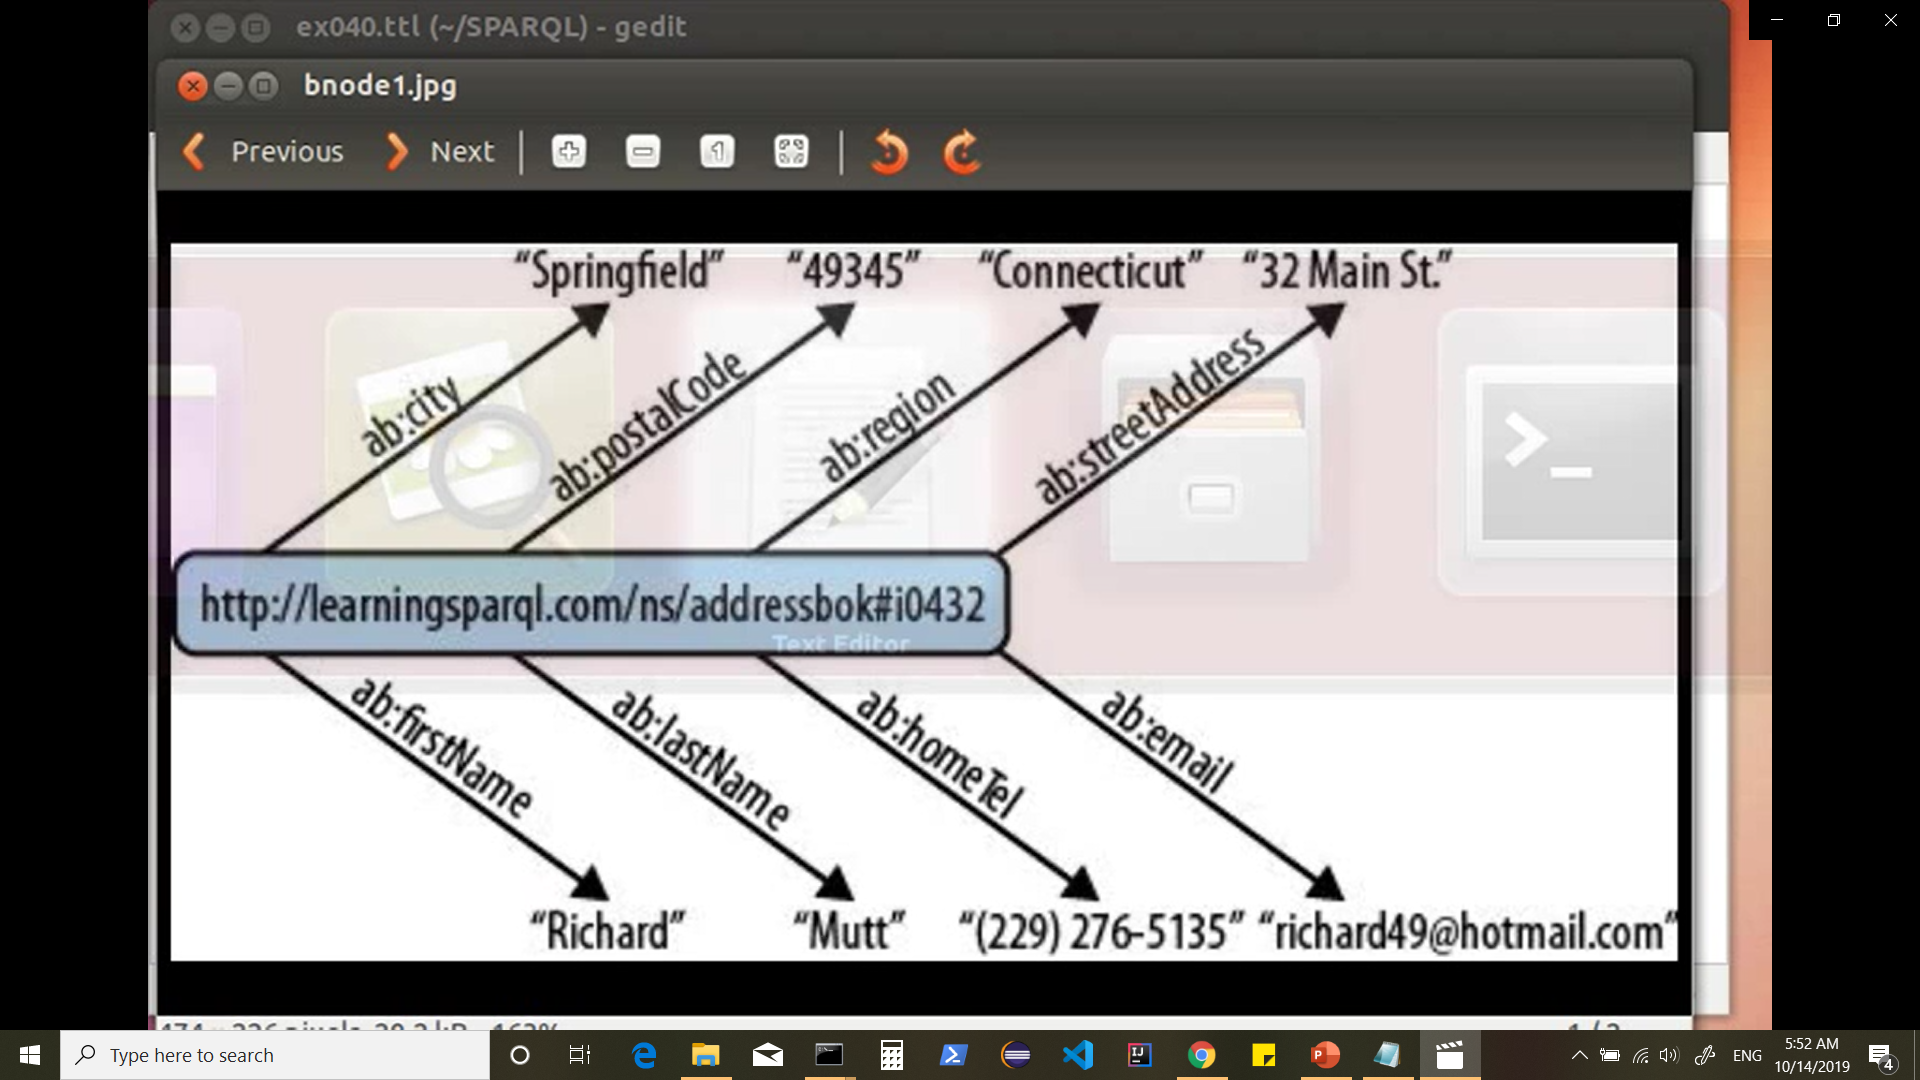 ex040.ttl (~/SPARQL) - gedit
bnode1.jpg
Previous Next
“Springfield” “49345” “Connecticut” “32 Main St.”
ab:city ab:postalCode ab:region ab:streetAddress
http://learningsparql.com/ns/addressbok#i0432
Text Editor
ab:firstName ab:lastName ab:homeTel ab:email
“Richard” “Mutt” “(229) 276-5135” “richard49@hotmail.com”
Type here to search
ENG
5:52 AM
10/14/2019
4